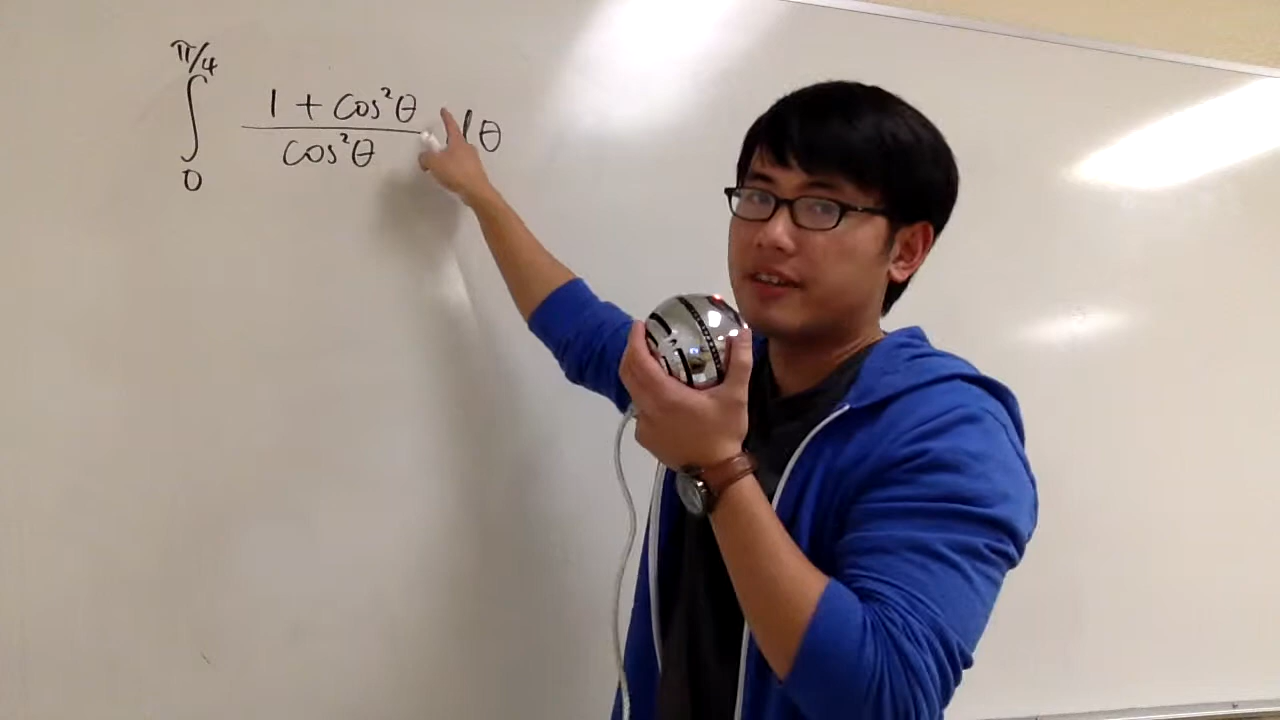 ∫₀^{π/4} (1 + cos²θ)/(cos²θ) dθ